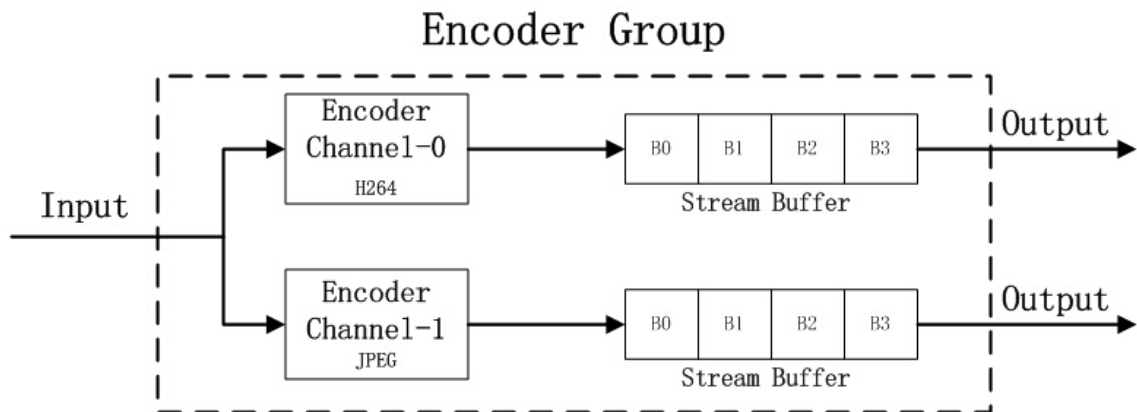 Encoder Group
Input
Encoder
Channel-0
H264
B0 B1 B2 B3
Stream Buffer
Output
Encoder
Channel-1
JPEG
B0 B1 B2 B3
Stream Buffer
Output